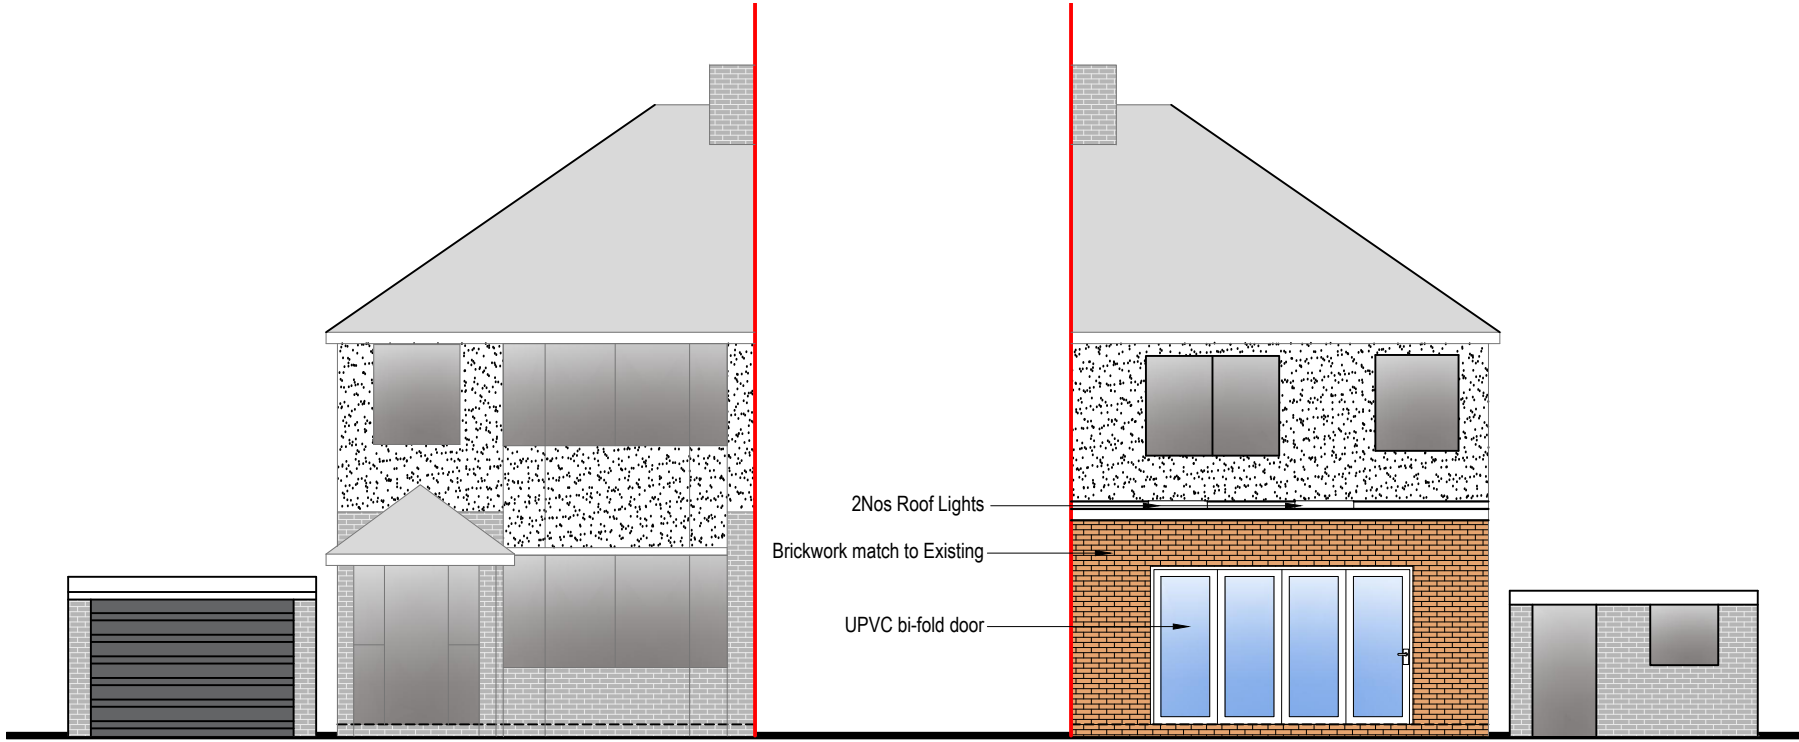 2Nos Roof Lights
Brickwork match to Existing
UPVC bi-fold door